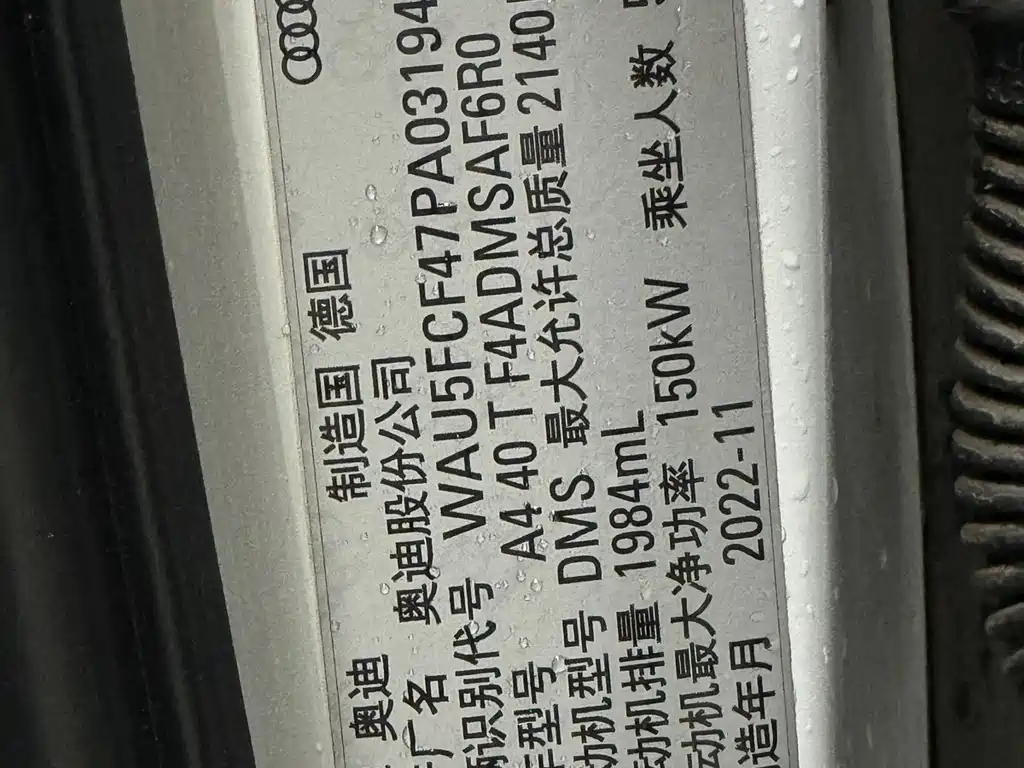 奥迪 制造国 德国
厂名 奥迪股份公司
识别代号 WAU5FCF47PA03194
型号 A4 40 T F4ADMSAF6R0
动机型号 DMS 最大允许总质量 2140
动机排量 1984mL
动机最大净功率 150kW 乘坐人数
造年月 2022-11